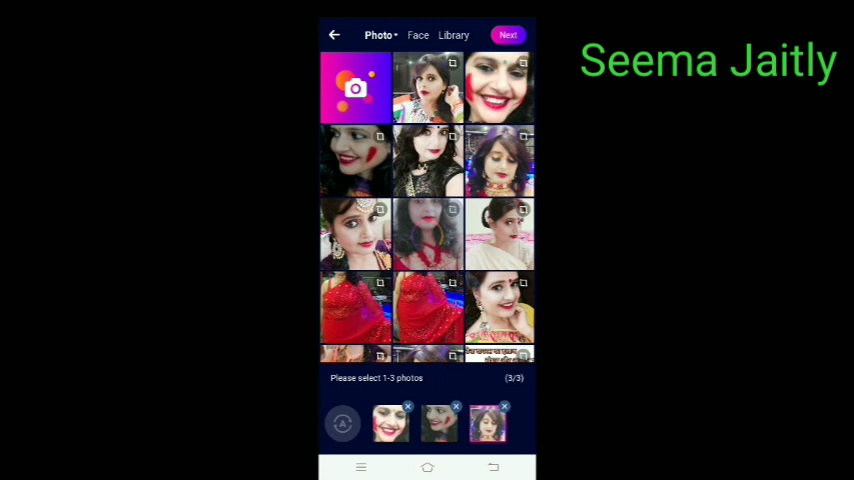 Photo
Face
Library
Next
Seema Jaitly
Please select 1-3 photos
(3/3)
A